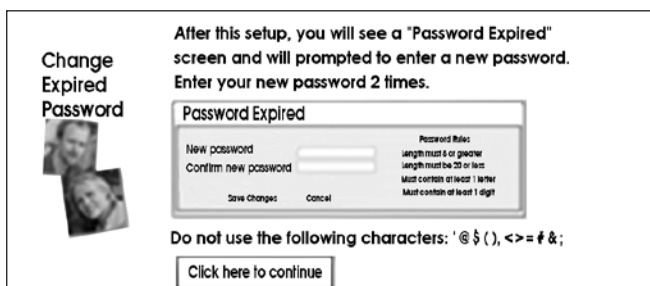 Change
Expired
Password
After this setup, you will see a "Password Expired"
screen and will prompted to enter a new password.
Enter your new password 2 times.
Password Expired
New password
Confirm new password
Save Changes
Cancel
Password Rules
Length must 6 or greater
Length must be 20 or less
Must contain at least 1 letter
Must contain at least 1 digit
Do not use the following characters: '@$(),<>=#&;
Click here to continue